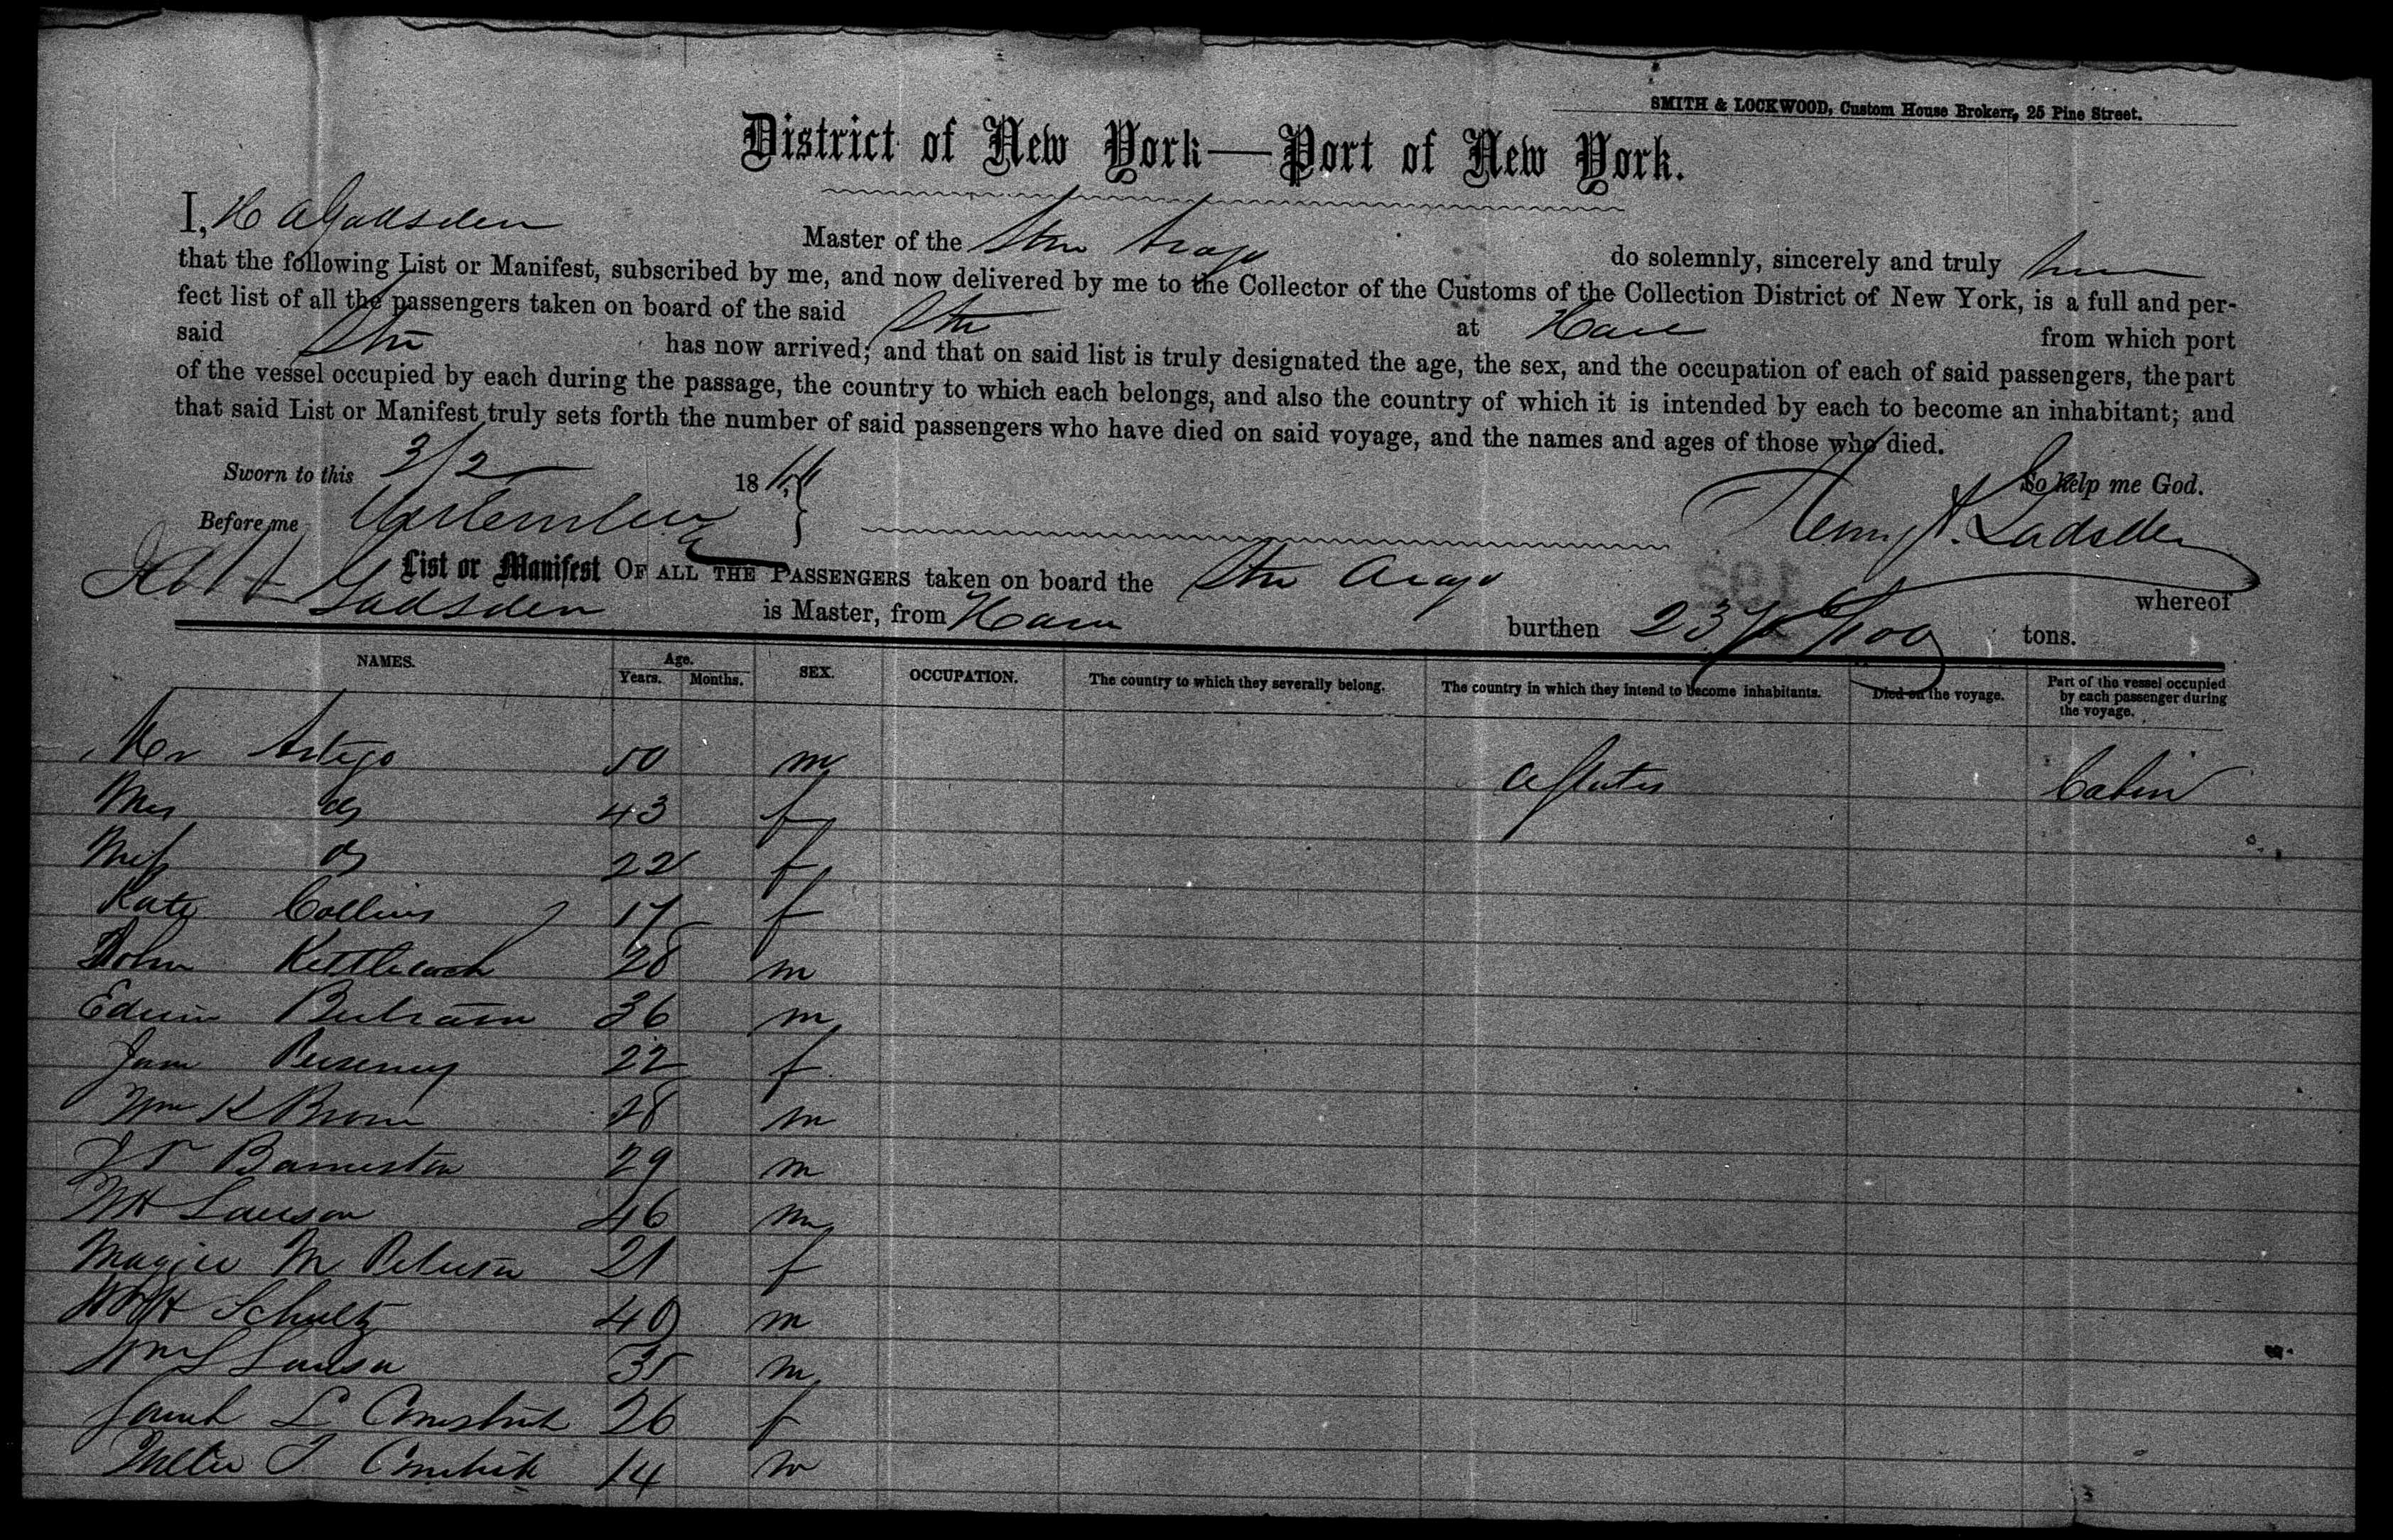 SMITH & LOCKWOOD, Custom House Brokers, 25 Pine Street.
District of New York—Port of New York.
I, H A Gadsden Master of the Stm Arago do solemnly, sincerely and truly
that the following List or Manifest, subscribed by me, and now delivered by me to the Collector of the Customs of the Collection District of New York, is a full and per-
fect list of all the passengers taken on board of the said Str at Havre from which port
said Str has now arrived; and that on said list is truly designated the age, the sex, and the occupation of each of said passengers, the part
of the vessel occupied by each during the passage, the country to which each belongs, and also the country of which it is intended by each to become an inhabitant; and
that said List or Manifest truly sets forth the number of said passengers who have died on said voyage, and the names and ages of those who died.
Sworn to this 18 So help me God.
Before me Henry A. Gadsden
List or Manifest OF ALL THE PASSENGERS taken on board the Stm Arago whereof
Gadsden is Master, from Havre burthen tons.
NAMES. Age. Years. Months. SEX. OCCUPATION. The country to which they severally belong. The country in which they intend to become inhabitants. Died on the voyage. Part of the vessel occupied by each passenger during the voyage.
Mr 50 m Cabin
Mrs do 43 f
Miss do 22 f
Kate Collins 17 f
John 28 m
Edwin 36 m
22 f
Wm K Brown 28 m
29 m
Lawson 46 m
Maggie M Peterson 21 f
Schultz 40 m
Wm S 35 m
Sarah L 26 f
14 m